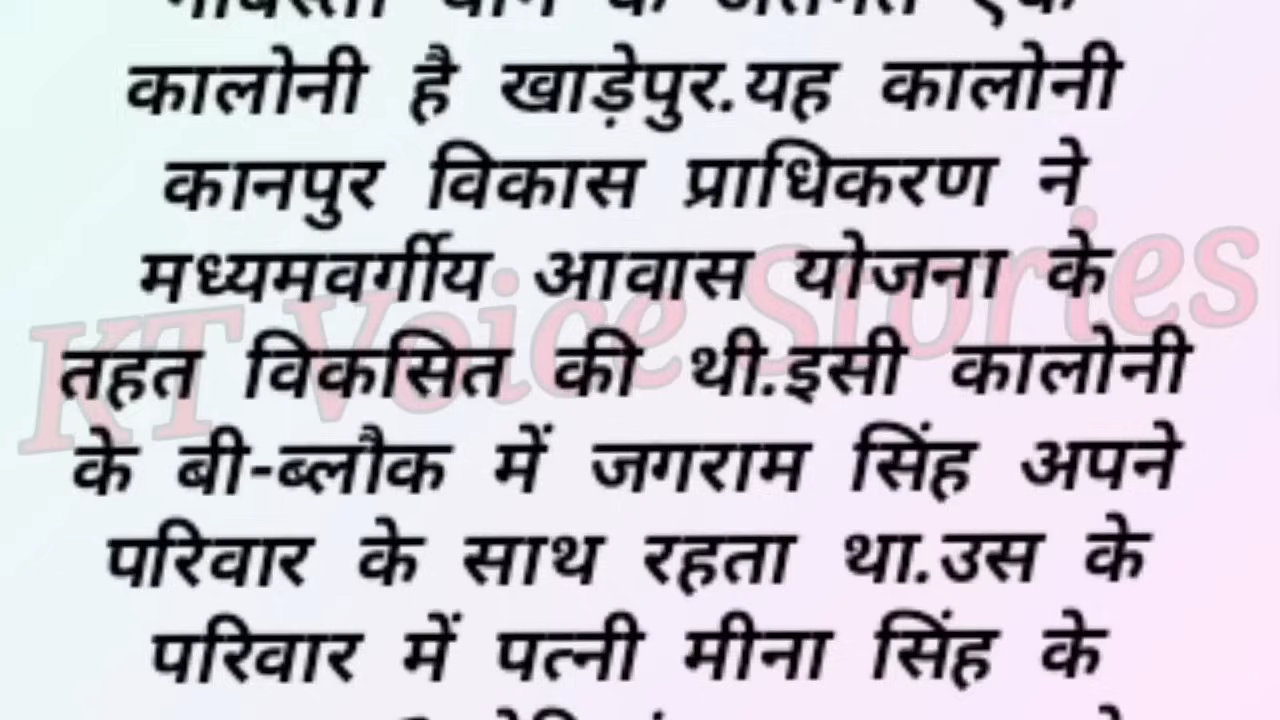 कालोनी है खाड़ेपुर.यह कालोनी
कानपुर विकास प्राधिकरण ने
मध्यमवर्गीय आवास योजना के
तहत विकसित की थी.इसी कालोनी
के बी-ब्लौक में जगराम सिंह अपने
परिवार के साथ रहता था.उस के
परिवार में पत्नी मीना सिंह के
KT Voice Stories